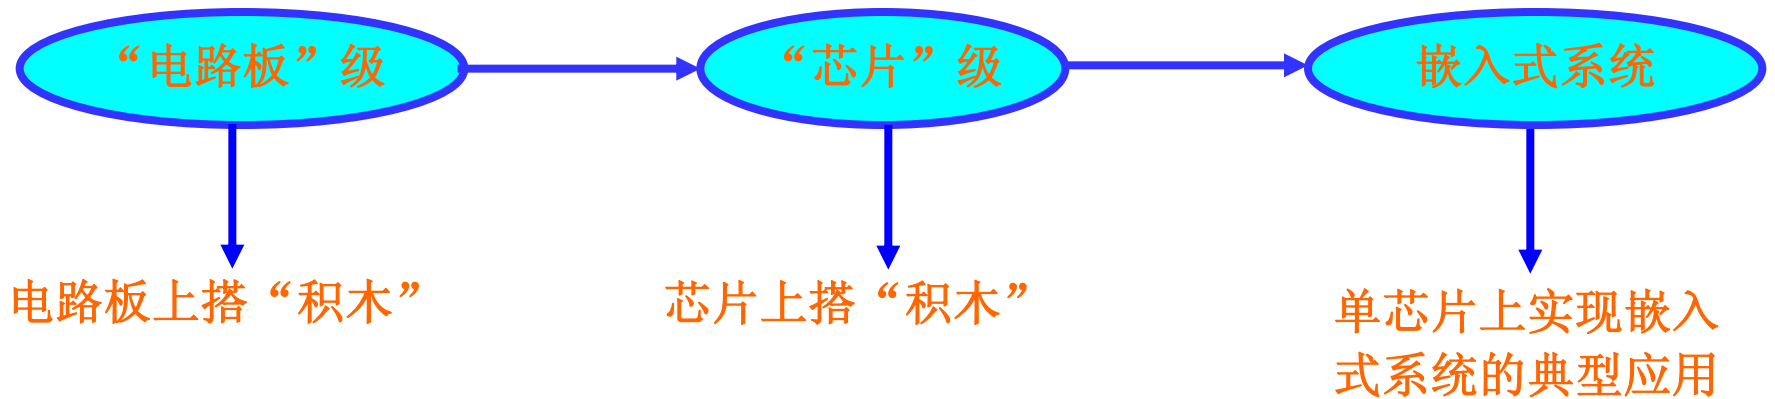 “电路板”级
“芯片”级
嵌入式系统
电路板上搭“积木”
芯片上搭“积木”
单芯片上实现嵌入
式系统的典型应用